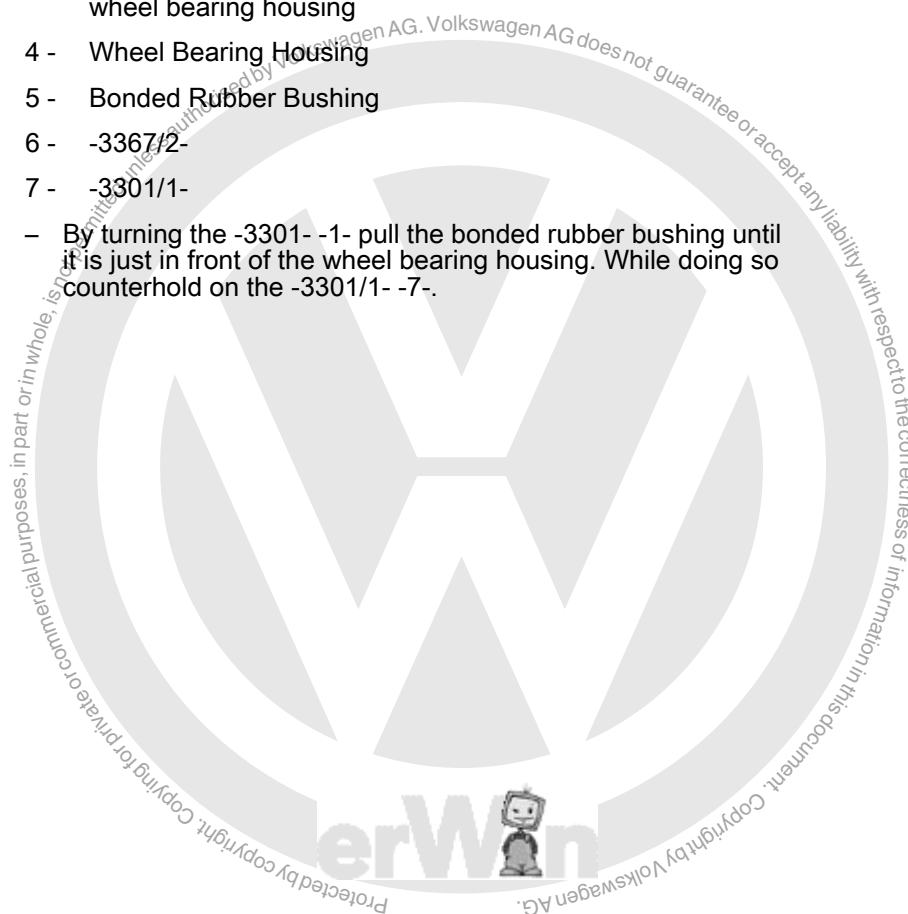 wheel bearing housing
4 - Wheel Bearing Housing
5 - Bonded Rubber Bushing
6 - -3367/2-
7 - -3301/1-
– By turning the -3301- -1- pull the bonded rubber bushing until
it is just in front of the wheel bearing housing. While doing so
counterhold on the -3301/1- -7-.
Protected by copyright. Copying for private or commercial purposes, in part or in whole, is not permitted unless authorised by Volkswagen AG. Volkswagen AG does not guarantee or accept any liability with respect to the correctness of information in this document. Copyright by Volkswagen AG.
erWin